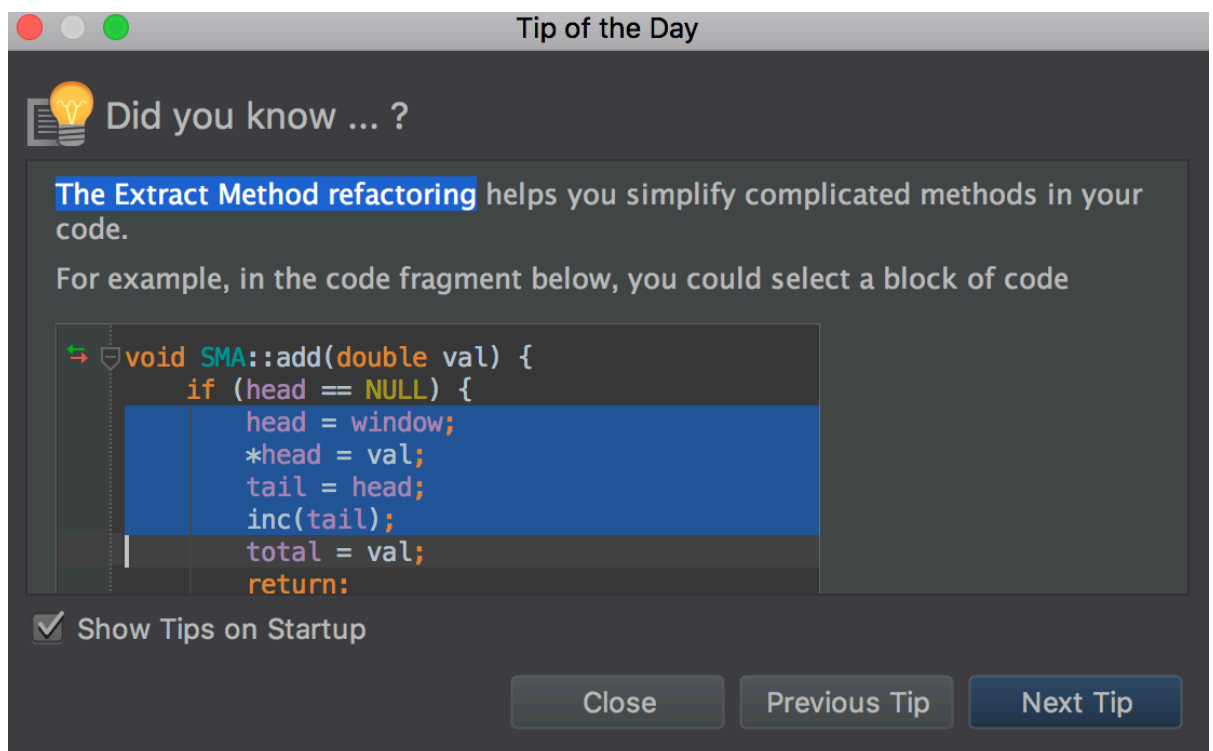 Tip of the Day
Did you know ... ?
The Extract Method refactoring helps you simplify complicated methods in your
code.
For example, in the code fragment below, you could select a block of code
void SMA::add(double val) {
if (head == NULL) {
head = window;
*head = val;
tail = head;
inc(tail);
total = val;
return;
Show Tips on Startup
Close Previous Tip Next Tip